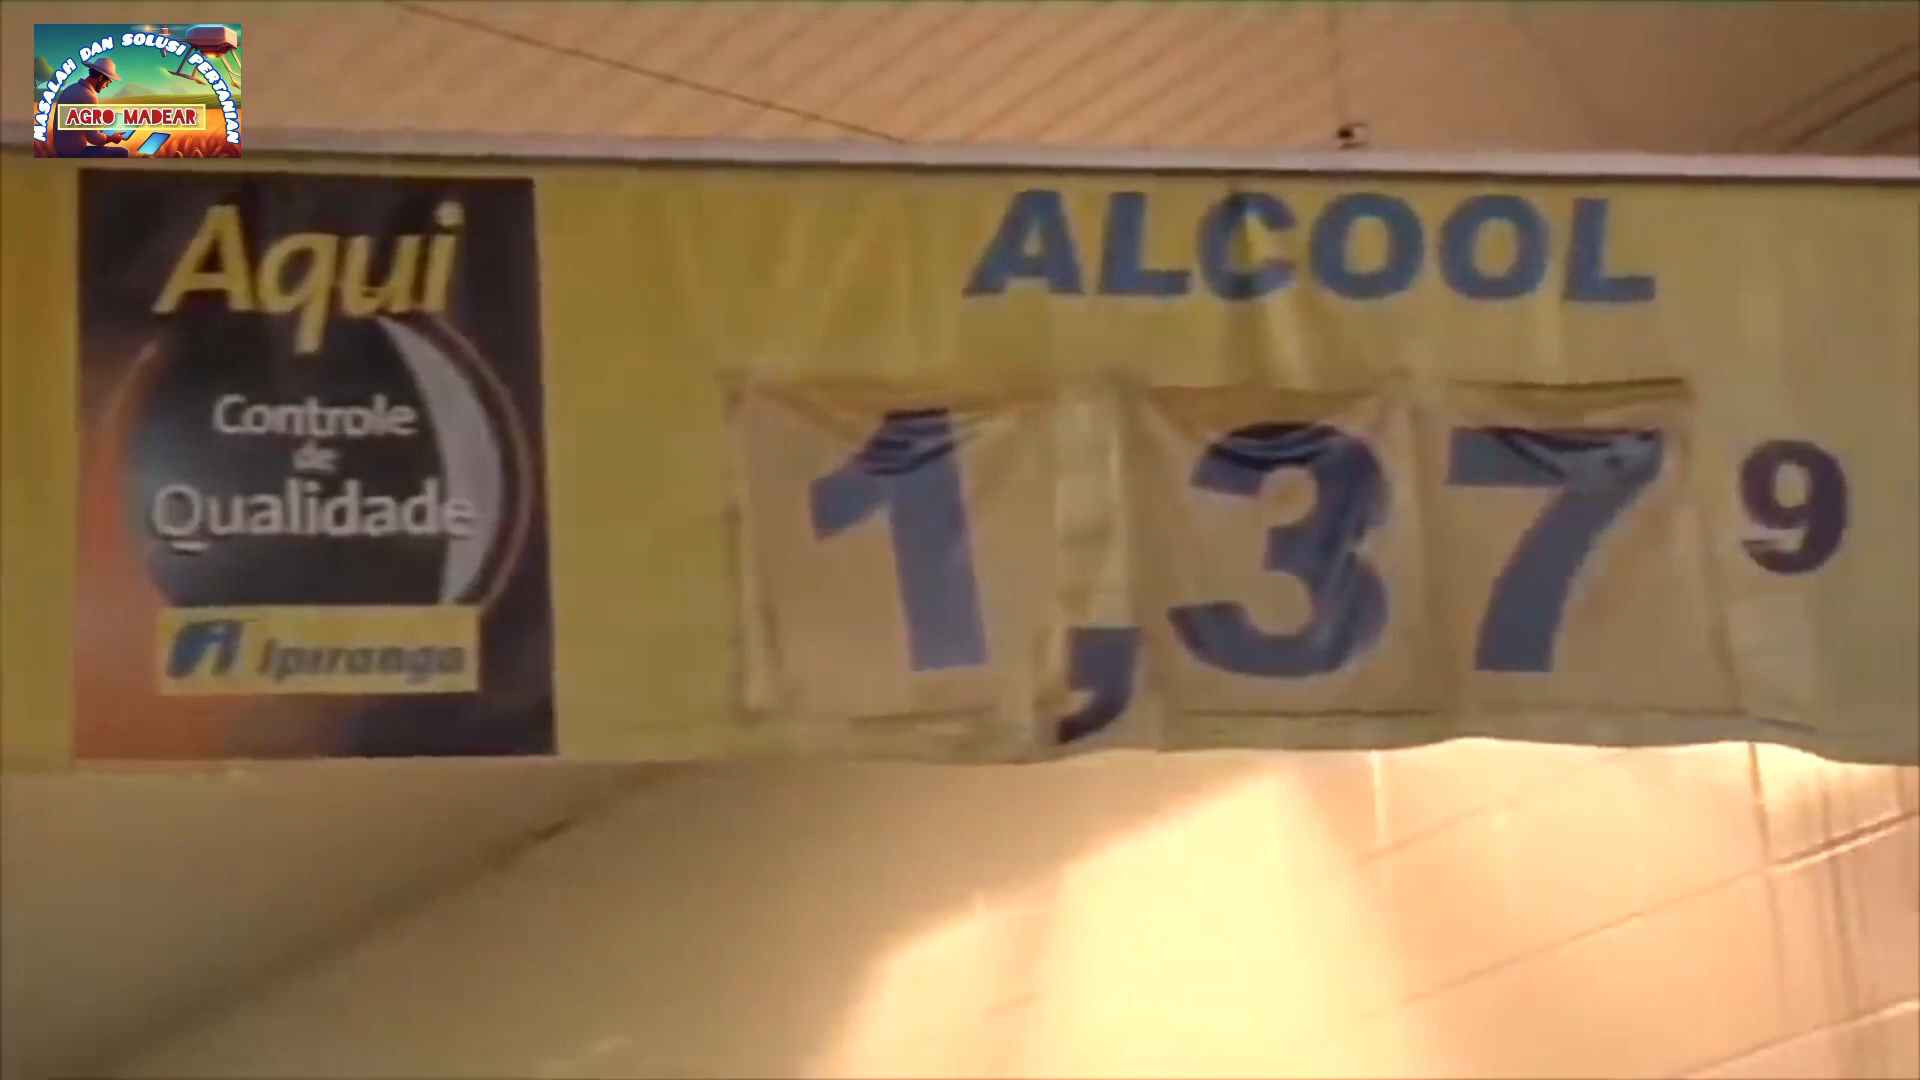 MASALAH DAN SOLUSI PERTANIAN
AGRO MADEAR
Aqui
Controle
de
Qualidade
Ipiranga
ALCOOL
1,379